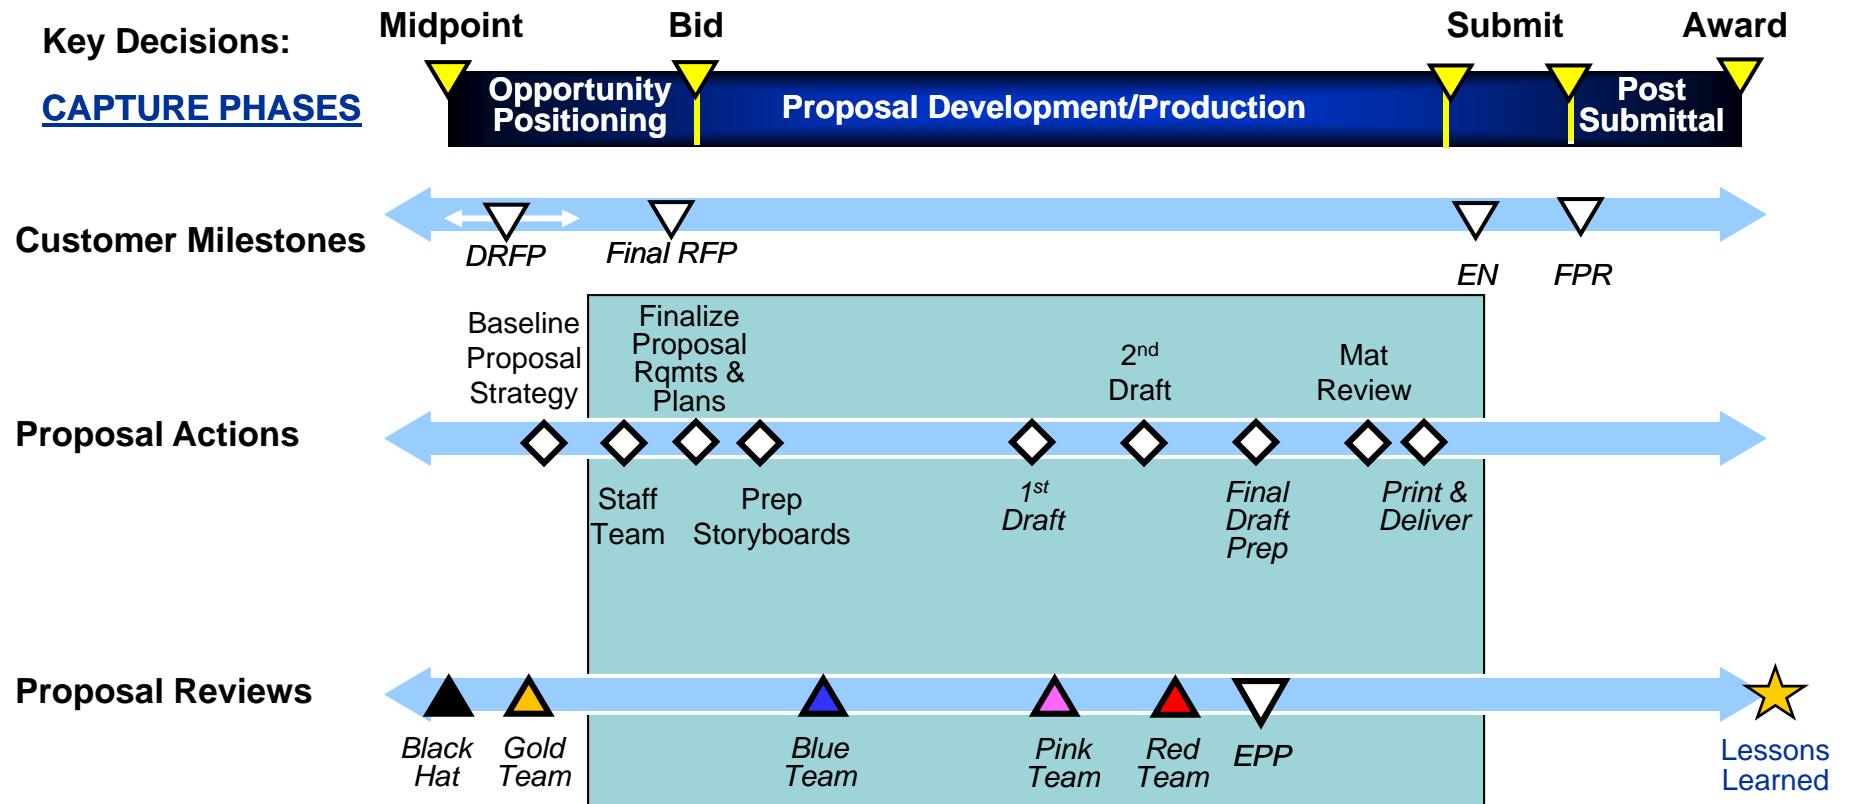 Key Decisions:
Midpoint
Bid
Submit
Award
CAPTURE PHASES
Opportunity
Positioning
Proposal Development/Production
Post
Submittal
Customer Milestones
DRFP
Final RFP
EN
FPR
Baseline
Proposal
Strategy
Finalize
Proposal
Rqmts &
Plans
2nd
Draft
Mat
Review
Proposal Actions
Staff
Team
Prep
Storyboards
1st
Draft
Final
Draft
Prep
Print &
Deliver
Proposal Reviews
Black
Hat
Gold
Team
Blue
Team
Pink
Team
Red
Team
EPP
Lessons
Learned